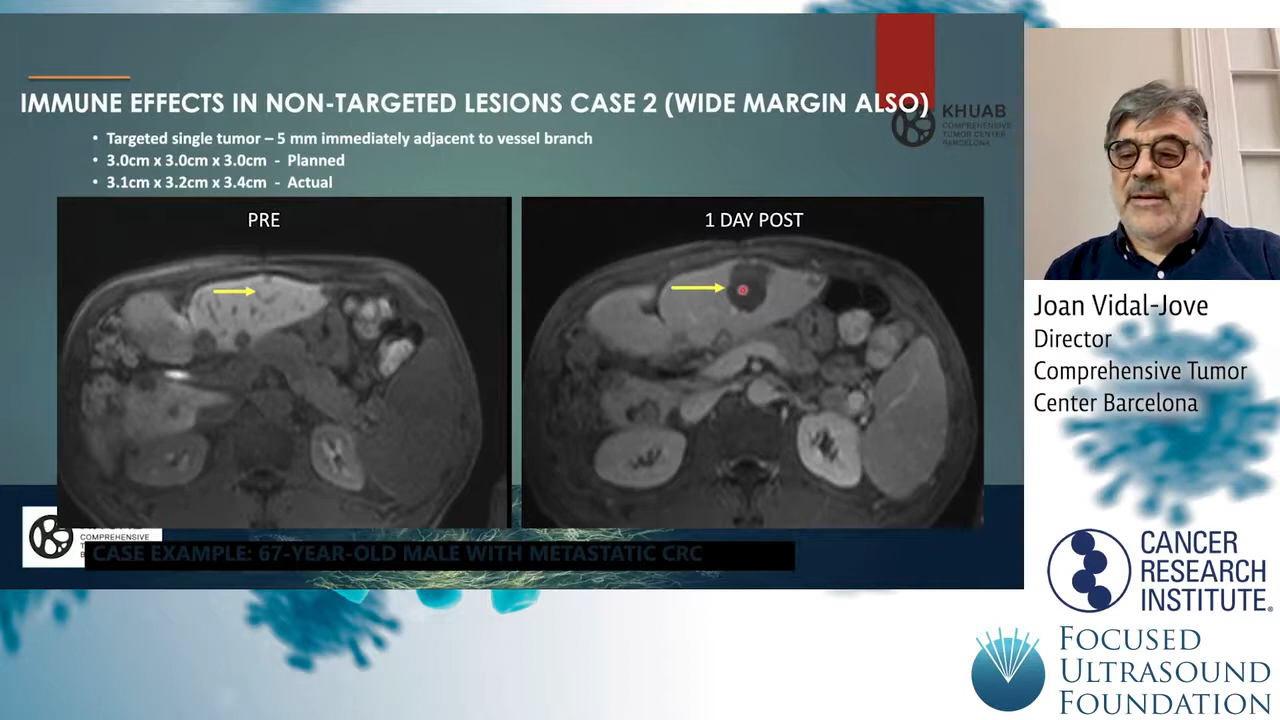 IMMUNE EFFECTS IN NON-TARGETED LESIONS CASE 2 (WIDE MARGIN ALSO)
KHUAB
COMPREHENSIVE
TUMOR CENTER
BARCELONA
• Targeted single tumor – 5 mm immediately adjacent to vessel branch
• 3.0cm x 3.0cm x 3.0cm - Planned
• 3.1cm x 3.2cm x 3.4cm - Actual
PRE
1 DAY POST
COMPREHENSIVE
CASE EXAMPLE: 67-YEAR-OLD MALE WITH METASTATIC CRC
Joan Vidal-Jove
Director
Comprehensive Tumor
Center Barcelona
CANCER
RESEARCH
INSTITUTE®
FOCUSED
ULTRASOUND
FOUNDATION